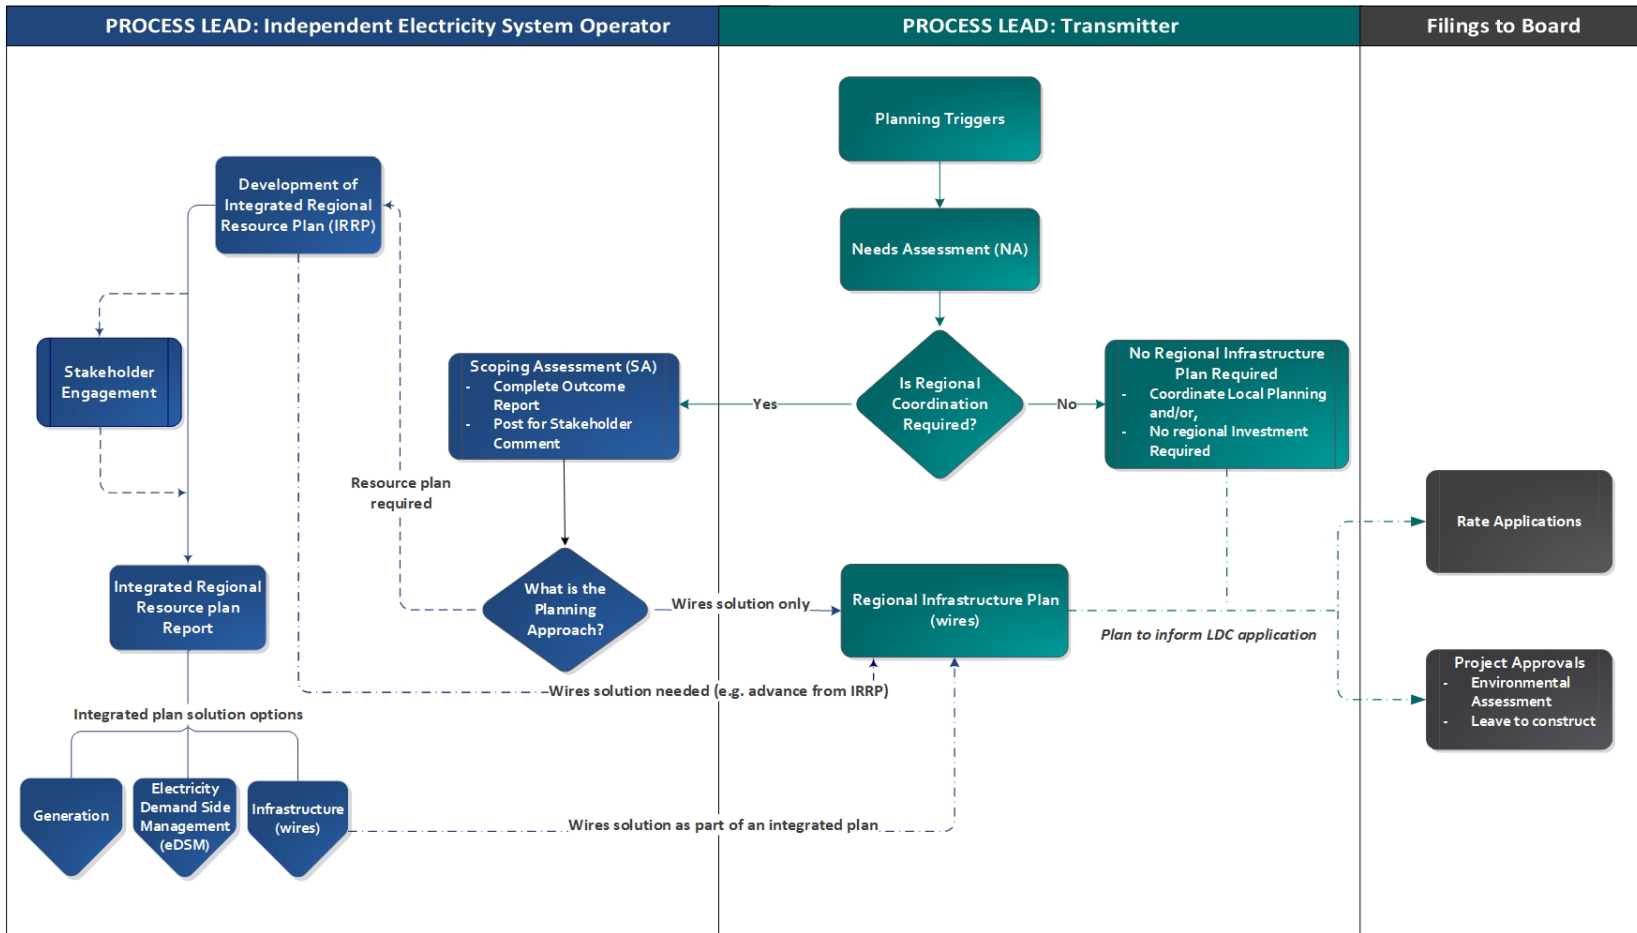 PROCESS LEAD: Independent Electricity System Operator
PROCESS LEAD: Transmitter
Filings to Board
Planning Triggers
Needs Assessment (NA)
Is Regional
Coordination
Required?
Yes
No
No Regional Infrastructure
Plan Required
- Coordinate Local Planning
and/or,
- No regional Investment
Required
Scoping Assessment (SA)
- Complete Outcome
Report
- Post for Stakeholder
Comment
What is the
Planning
Approach?
Resource plan
required
Wires solution only
Development of
Integrated Regional
Resource Plan (IRRP)
Stakeholder
Engagement
Integrated Regional
Resource plan
Report
Integrated plan solution options
Generation
Electricity
Demand Side
Management
(eDSM)
Infrastructure
(wires)
Wires solution needed (e.g. advance from IRRP)
Wires solution as part of an integrated plan
Regional Infrastructure Plan
(wires)
Plan to inform LDC application
Rate Applications
Project Approvals
- Environmental
Assessment
- Leave to construct